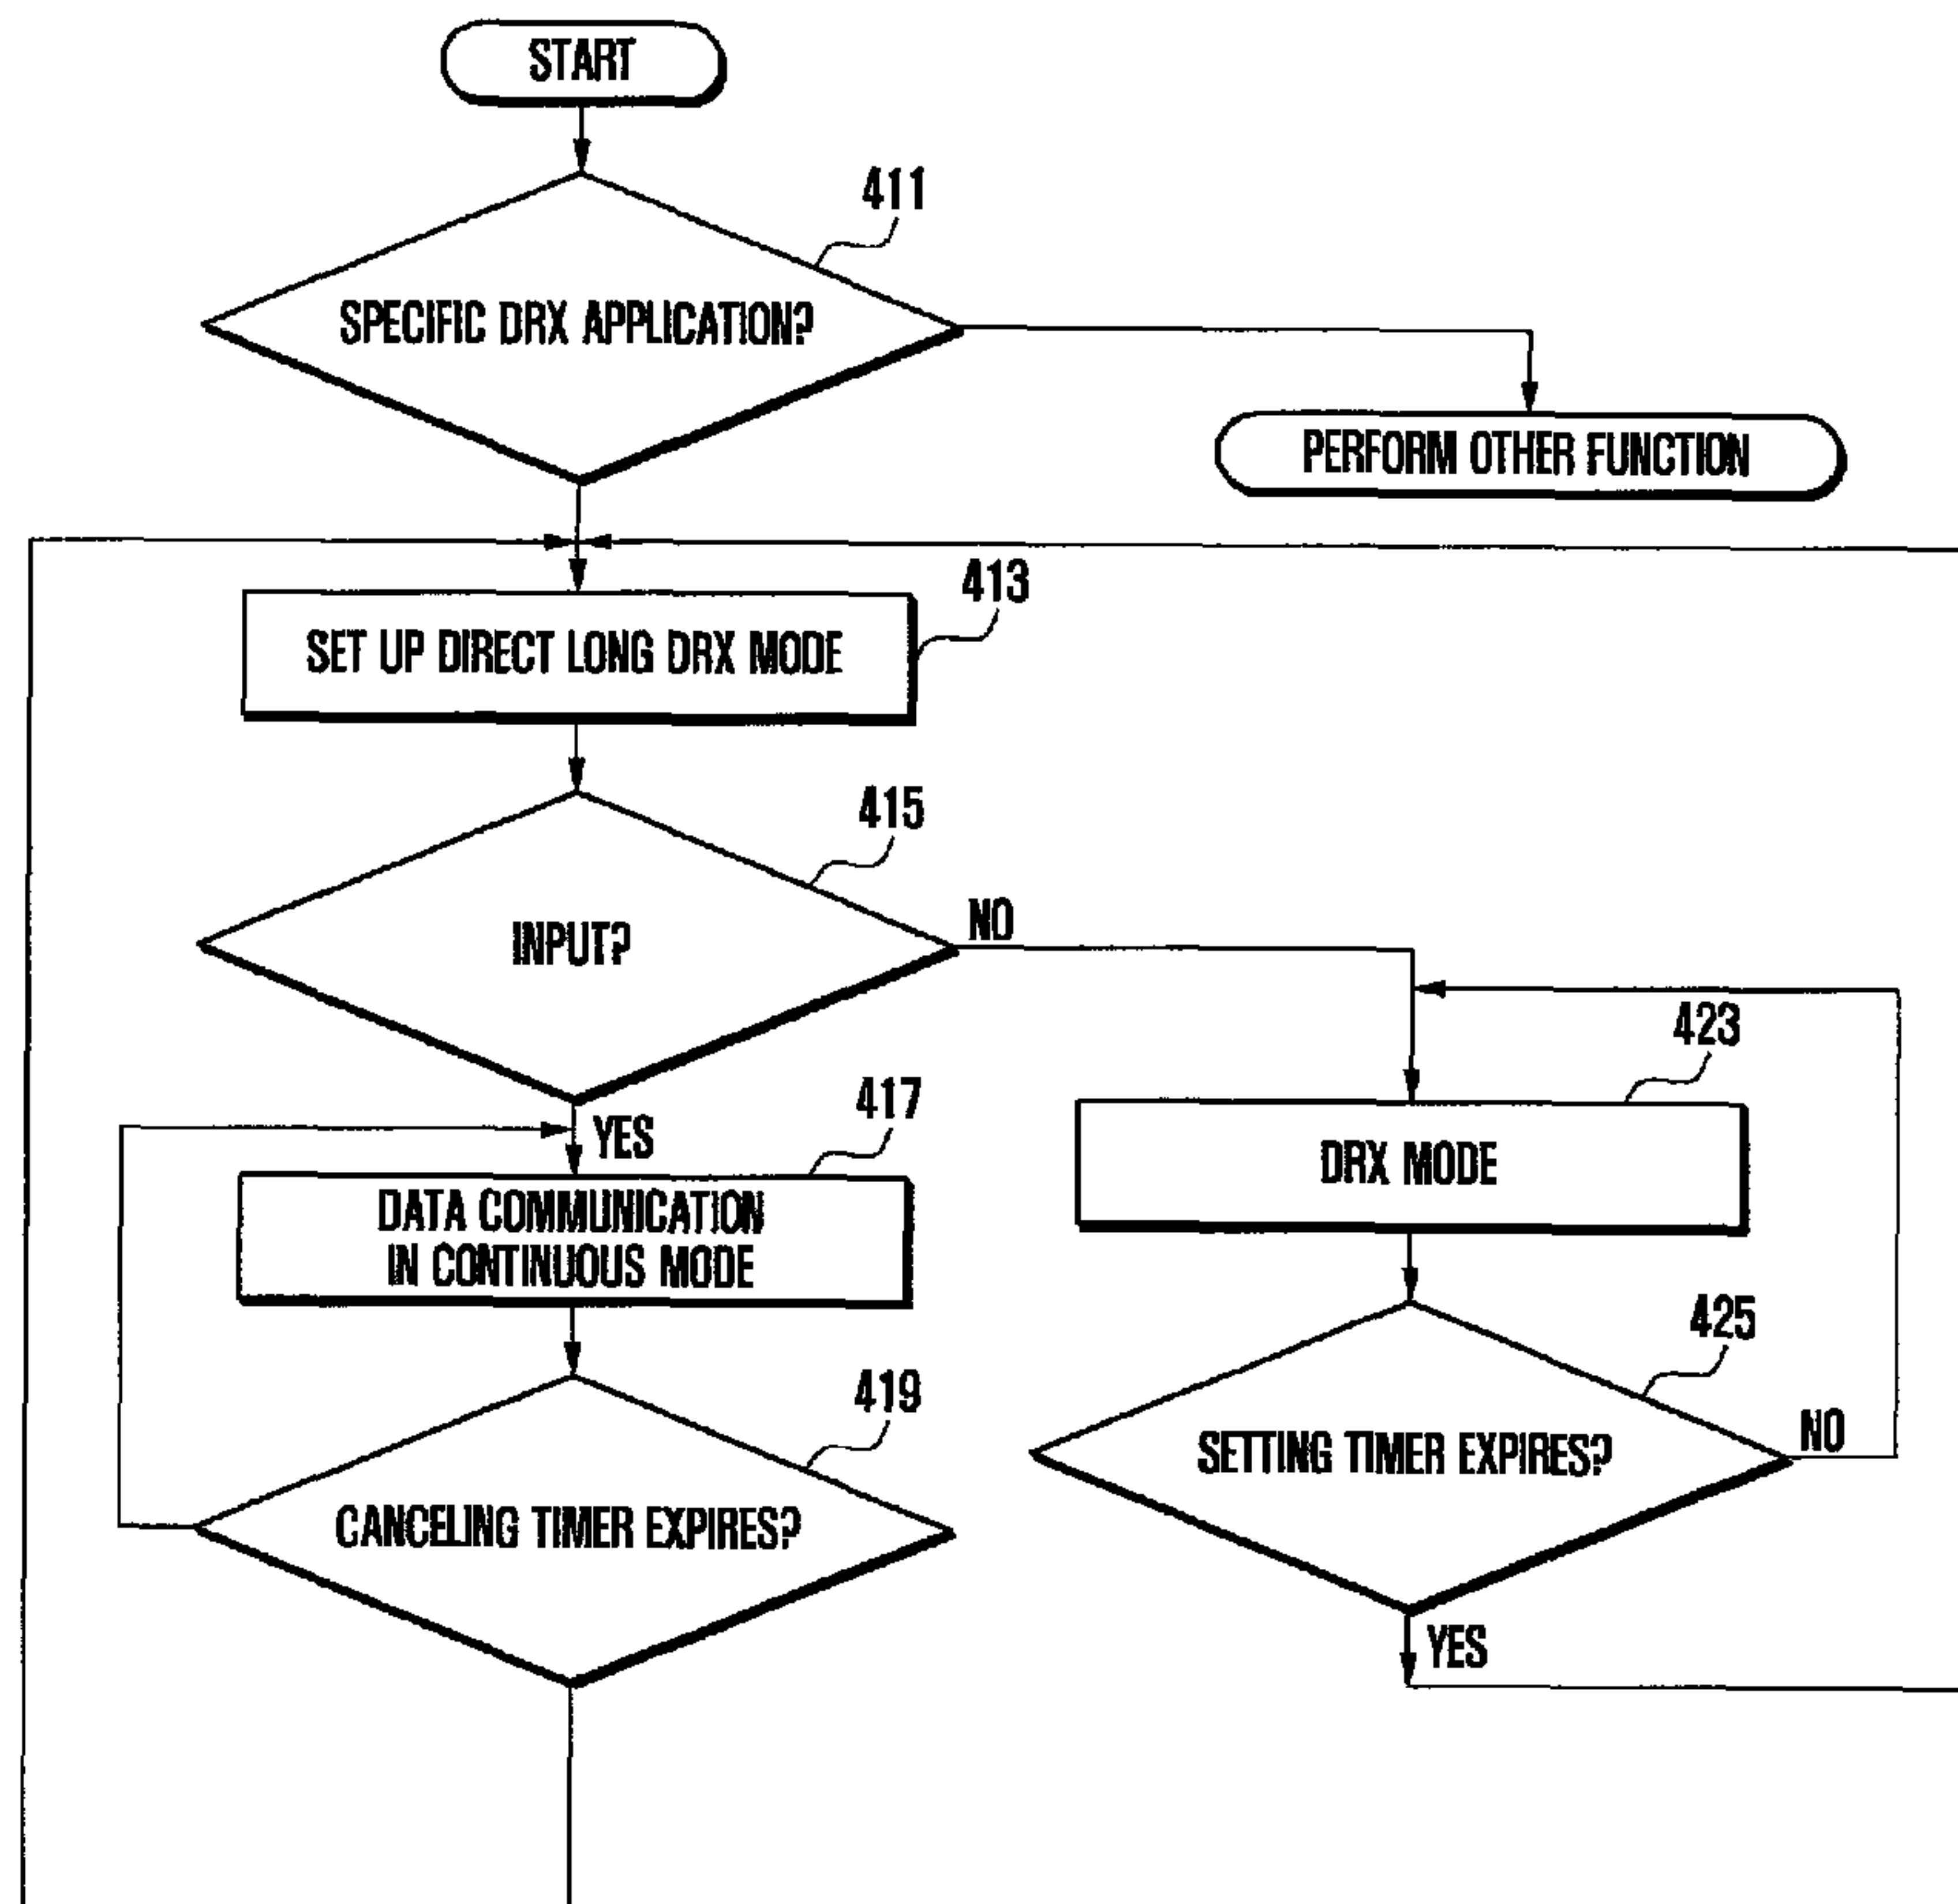 START
411
SPECIFIC DRX APPLICATION?
PERFORM OTHER FUNCTION
413
SET UP DIRECT LONG DRX MODE
415
INPUT?
NO
423
417
YES
DRX MODE
DATA COMMUNICATION
IN CONTINUOUS MODE
425
419
NO
SETTING TIMER EXPIRES?
CANCELING TIMER EXPIRES?
YES